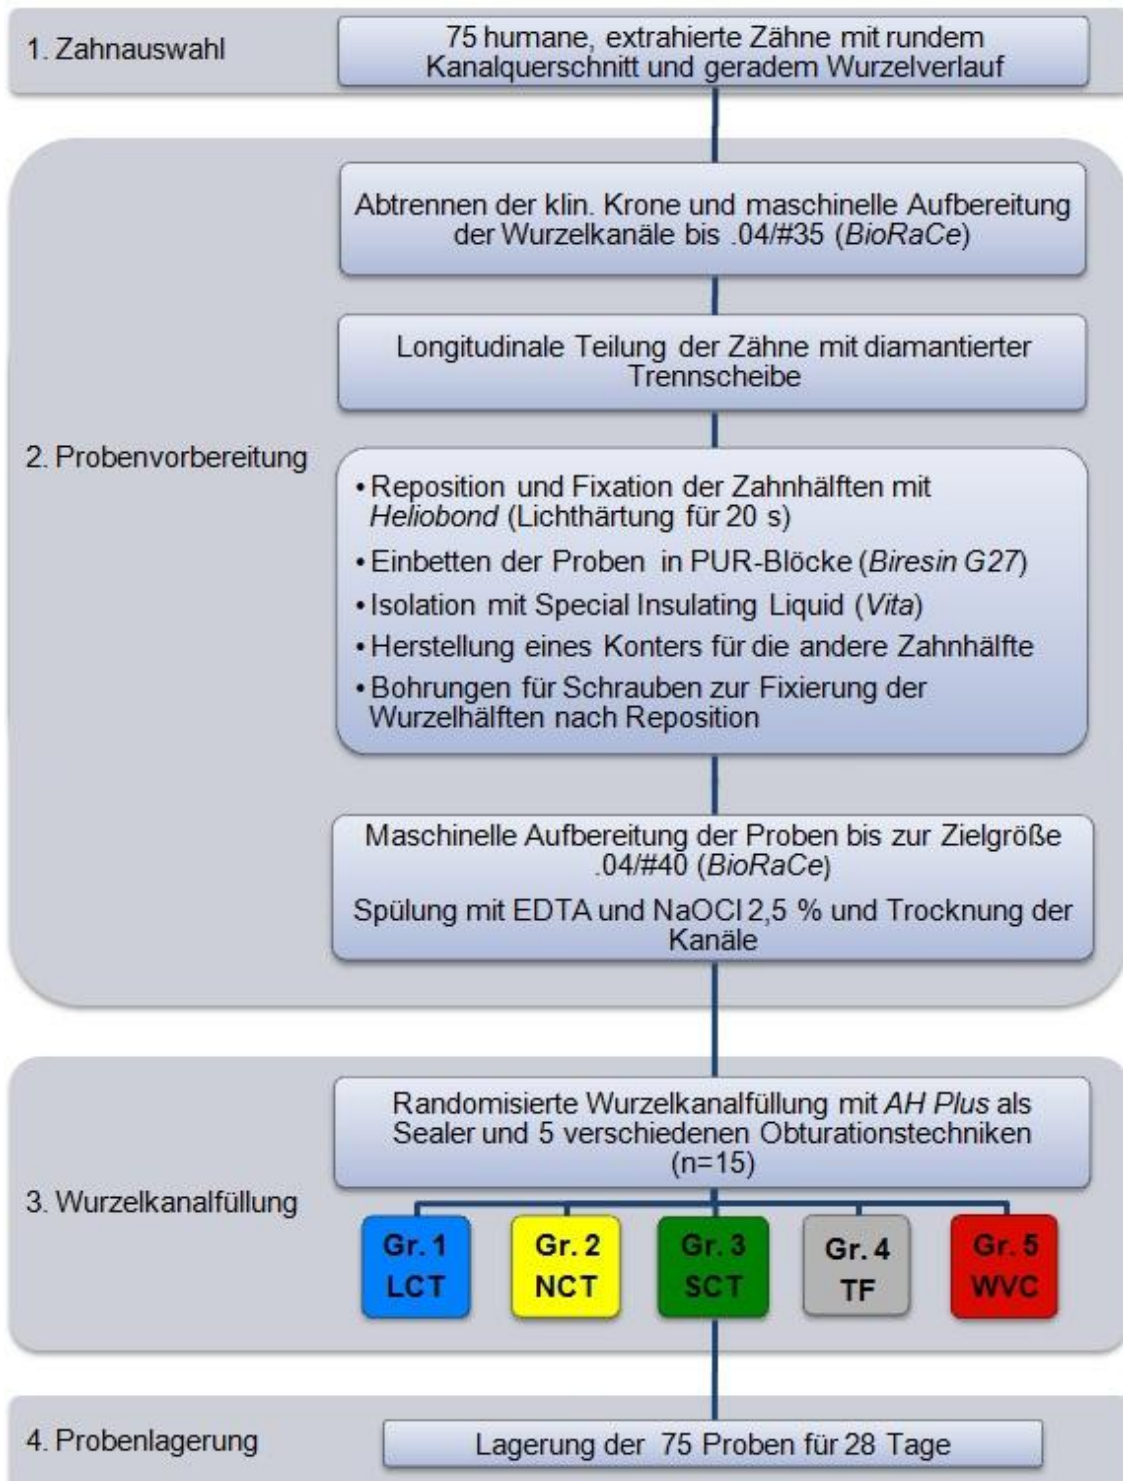 1. Zahnauswahl
75 humane, extrahierte Zähne mit rundem
Kanalquerschnitt und geradem Wurzelverlauf
2. Probenvorbereitung
Abtrennen der klin. Krone und maschinelle Aufbereitung
der Wurzelkanäle bis .04/#35 (BioRaCe)
Longitudinale Teilung der Zähne mit diamantierter
Trennscheibe
• Reposition und Fixation der Zahnhälften mit
Heliobond (Lichthärtung für 20 s)
• Einbetten der Proben in PUR-Blöcke (Biresin G27)
• Isolation mit Special Insulating Liquid (Vita)
• Herstellung eines Konters für die andere Zahnhälfte
• Bohrungen für Schrauben zur Fixierung der
Wurzelhälften nach Reposition
Maschinelle Aufbereitung der Proben bis zur Zielgröße
.04/#40 (BioRaCe)
Spülung mit EDTA und NaOCl 2,5 % und Trocknung der
Kanäle
3. Wurzelkanalfüllung
Randomisierte Wurzelkanalfüllung mit AH Plus als
Sealer und 5 verschiedenen Obturationstechniken
(n=15)
Gr. 1
LCT
Gr. 2
NCT
Gr. 3
SCT
Gr. 4
TF
Gr. 5
WVC
4. Probenlagerung
Lagerung der 75 Proben für 28 Tage